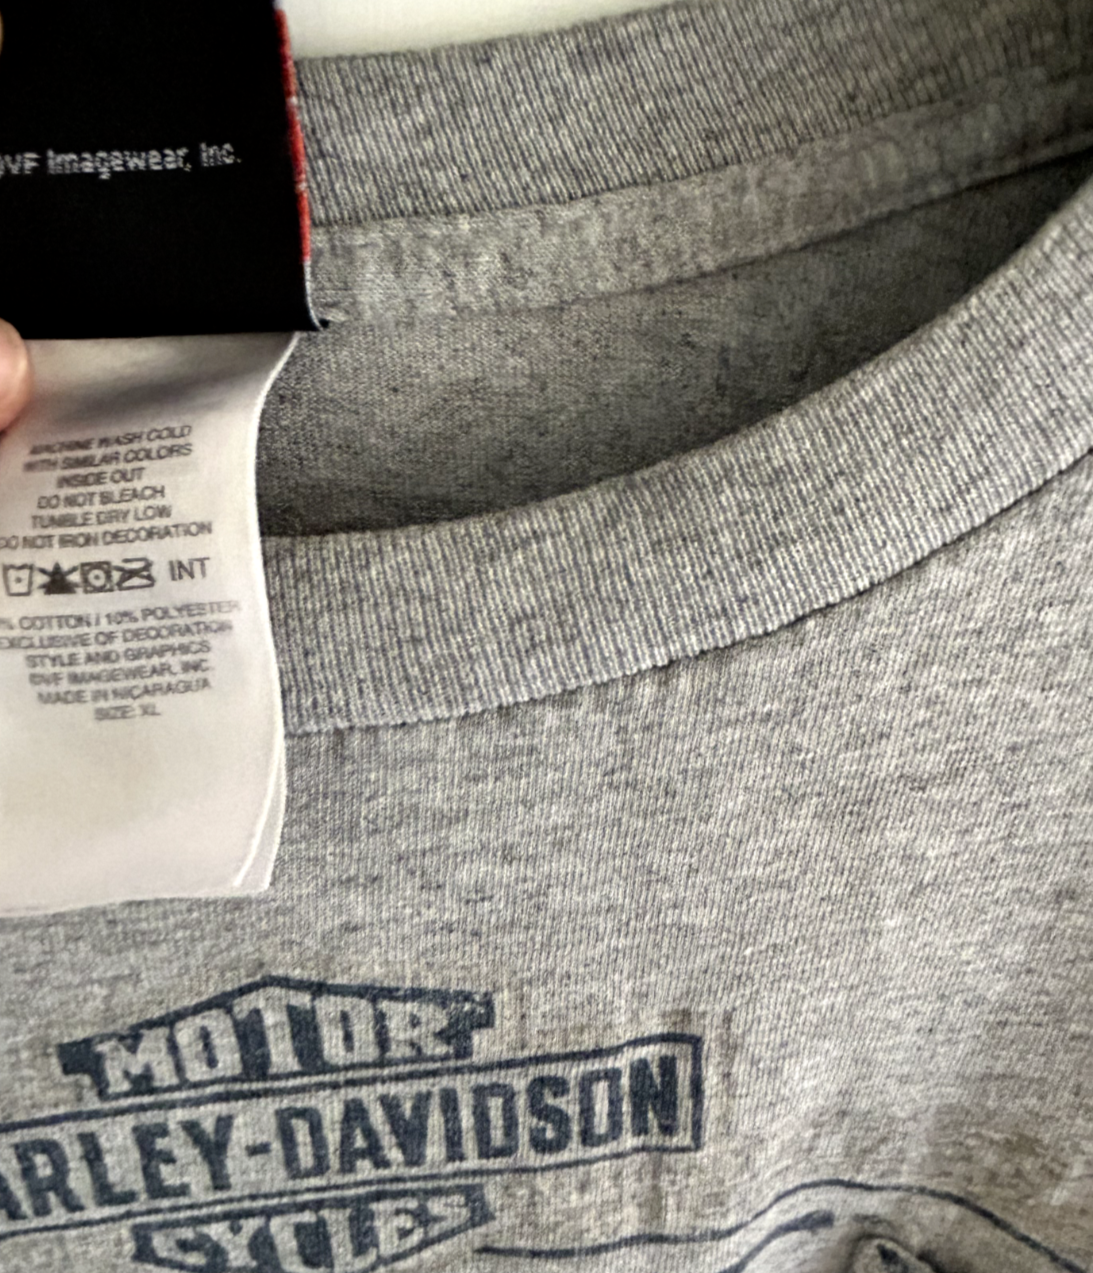 VF Imagewear, Inc.
MACHINE WASH COLD
WITH SIMILAR COLORS
INSIDE OUT
DO NOT BLEACH
TUMBLE DRY LOW
DO NOT IRON DECORATION
INT
% COTTON / 10% POLYESTER
EXCLUSIVE OF DECORATION
STYLE AND GRAPHICS
©VF IMAGEWEAR, INC.
MADE IN NICARAGUA
SIZE: XL
MOTOR
ARLEY-DAVIDSON
CYCLES